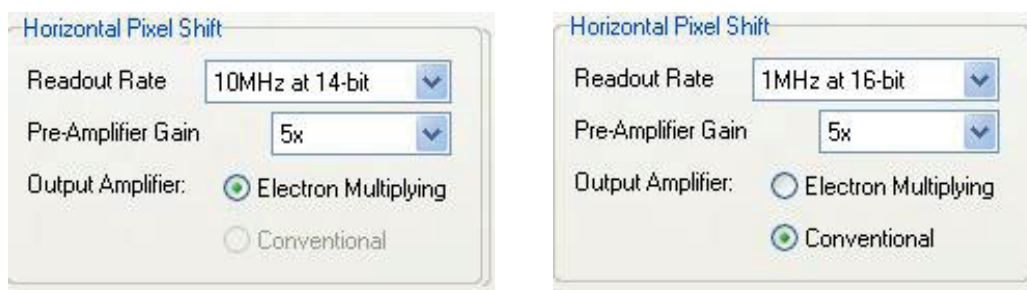 Horizontal Pixel Shift
Readout Rate 10MHz at 14-bit
Pre-Amplifier Gain 5x
Output Amplifier: Electron Multiplying
Conventional
Horizontal Pixel Shift
Readout Rate 1MHz at 16-bit
Pre-Amplifier Gain 5x
Output Amplifier: Electron Multiplying
Conventional